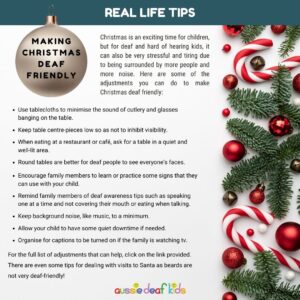 REAL LIFE TIPS
MAKING
CHRISTMAS
DEAF
FRIENDLY
Christmas is an exciting time for children,
but for deaf and hard of hearing kids, it
can also be very stressful and tiring due
to being surrounded by more people and
more noise. Here are some of the
adjustments you can do to make
Christmas deaf friendly:
• Use tablecloths to minimise the sound of cutlery and glasses
banging on the table.
• Keep table centre-pieces low so as not to inhibit visibility.
• When eating at a restaurant or café, ask for a table in a quiet and
well-lit area.
• Round tables are better for deaf people to see everyone's faces.
• Encourage family members to learn or practice some signs that they
can use with your child.
• Remind family members of deaf awareness tips such as speaking
one at a time and not covering their mouth or eating when talking.
• Keep background noise, like music, to a minimum.
• Allow your child to have some quiet downtime if needed.
• Organise for captions to be turned on if the family is watching tv.
For the full list of adjustments that can help, click on the link provided.
There are even some tips for dealing with visits to Santa as beards are
not very deaf-friendly!
aussie deaf kids